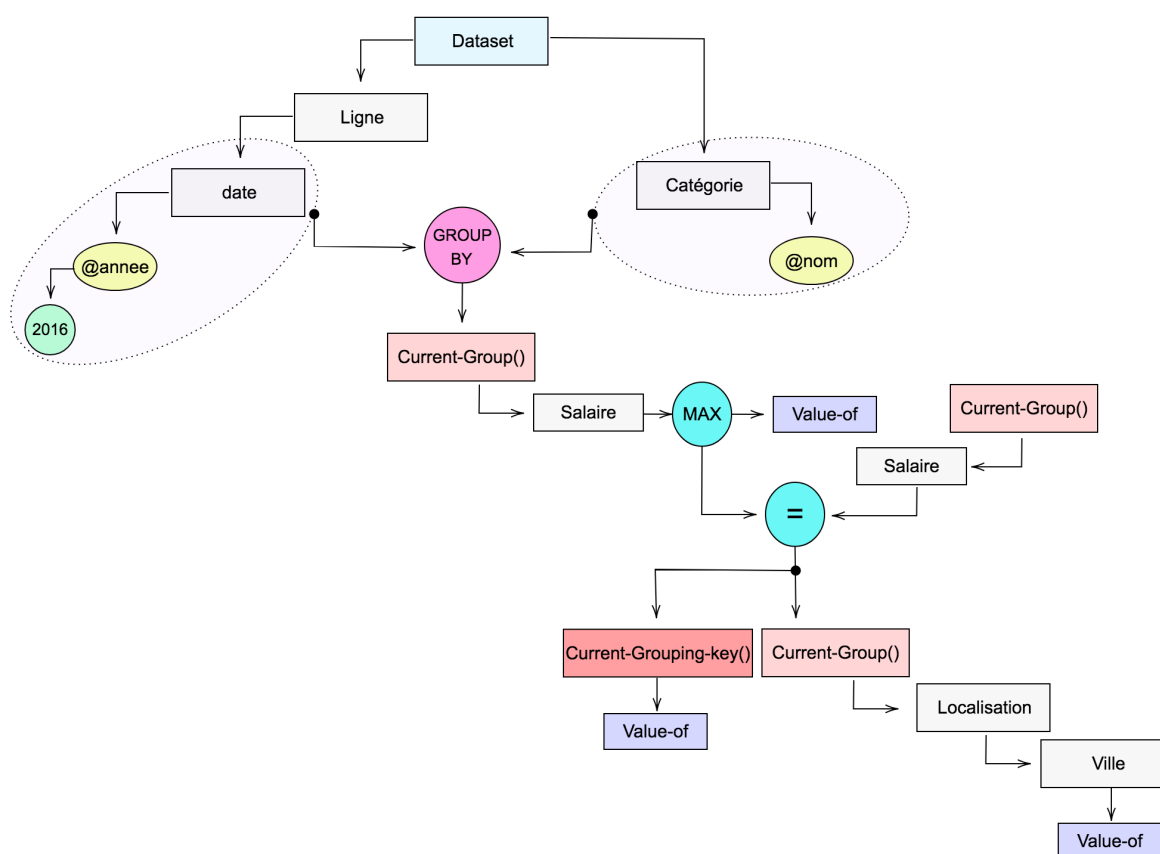 Dataset
Ligne
date
Catégorie
GROUP
BY
@annee
@nom
2016
Current-Group()
Salaire
MAX
Value-of
Current-Group()
Salaire
=
Current-Grouping-key()
Current-Group()
Localisation
Value-of
Ville
Value-of